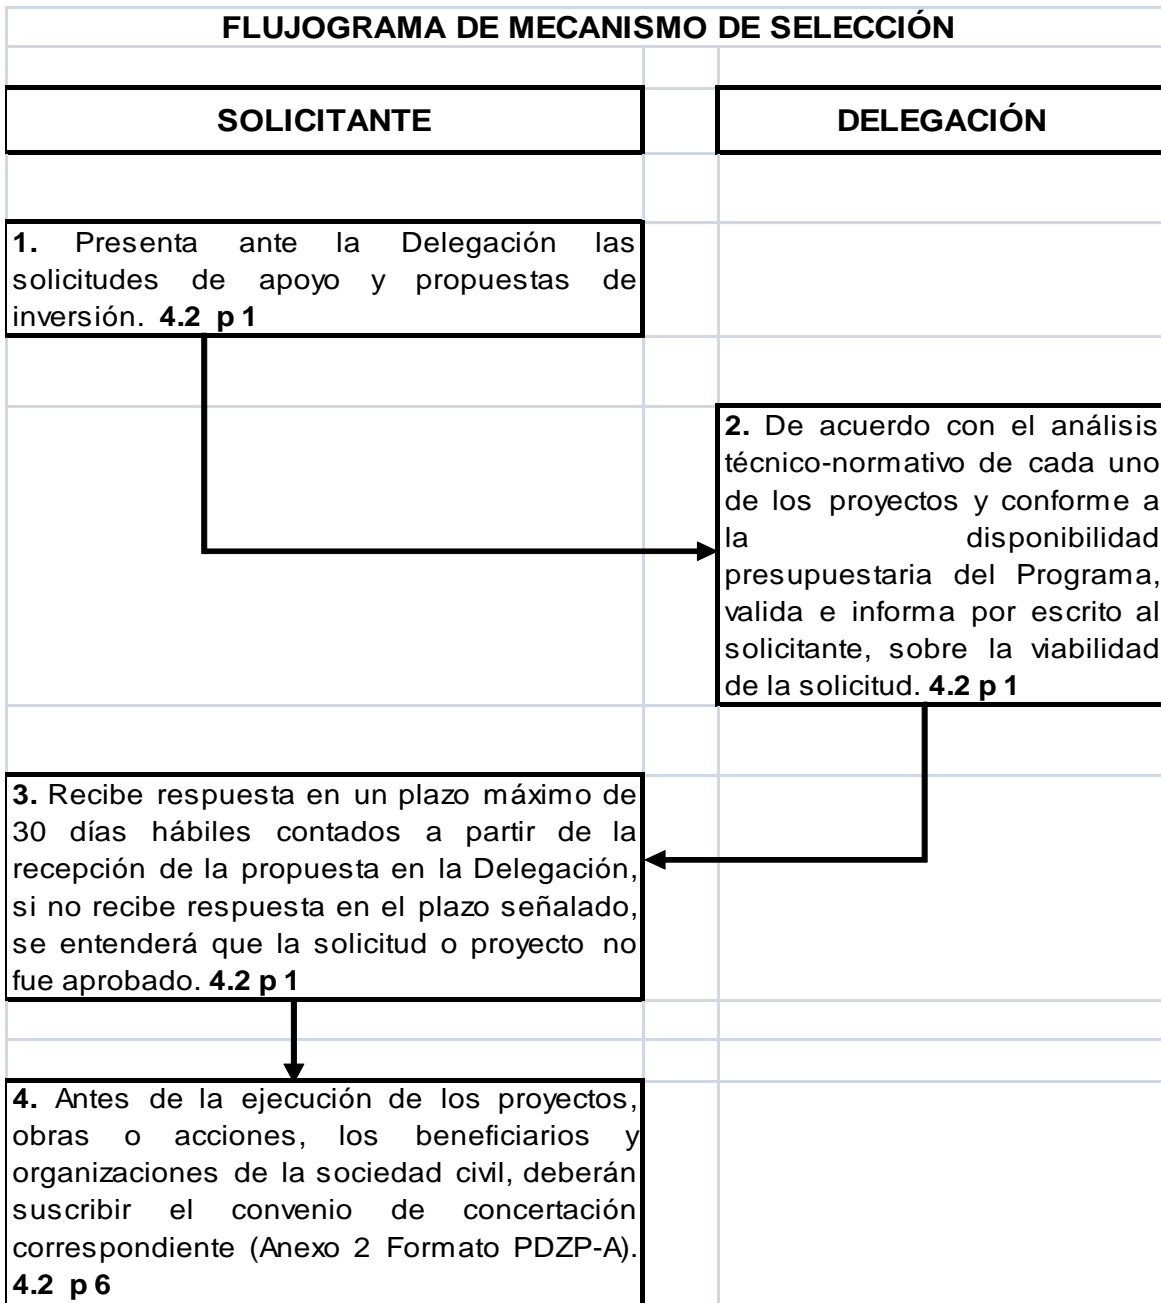 FLUJOGRAMA DE MECANISMO DE SELECCIÓN
SOLICITANTE
DELEGACIÓN
1. Presenta ante la Delegación las
solicitudes de apoyo y propuestas de
inversión. 4.2 p 1
2. De acuerdo con el análisis
técnico-normativo de cada uno
de los proyectos y conforme a
la disponibilidad
presupuestaria del Programa,
valida e informa por escrito al
solicitante, sobre la viabilidad
de la solicitud. 4.2 p 1
3. Recibe respuesta en un plazo máximo de
30 días hábiles contados a partir de la
recepción de la propuesta en la Delegación,
si no recibe respuesta en el plazo señalado,
se entenderá que la solicitud o proyecto no
fue aprobado. 4.2 p 1
4. Antes de la ejecución de los proyectos,
obras o acciones, los beneficiarios y
organizaciones de la sociedad civil, deberán
suscribir el convenio de concertación
correspondiente (Anexo 2 Formato PDZP-A).
4.2 p 6